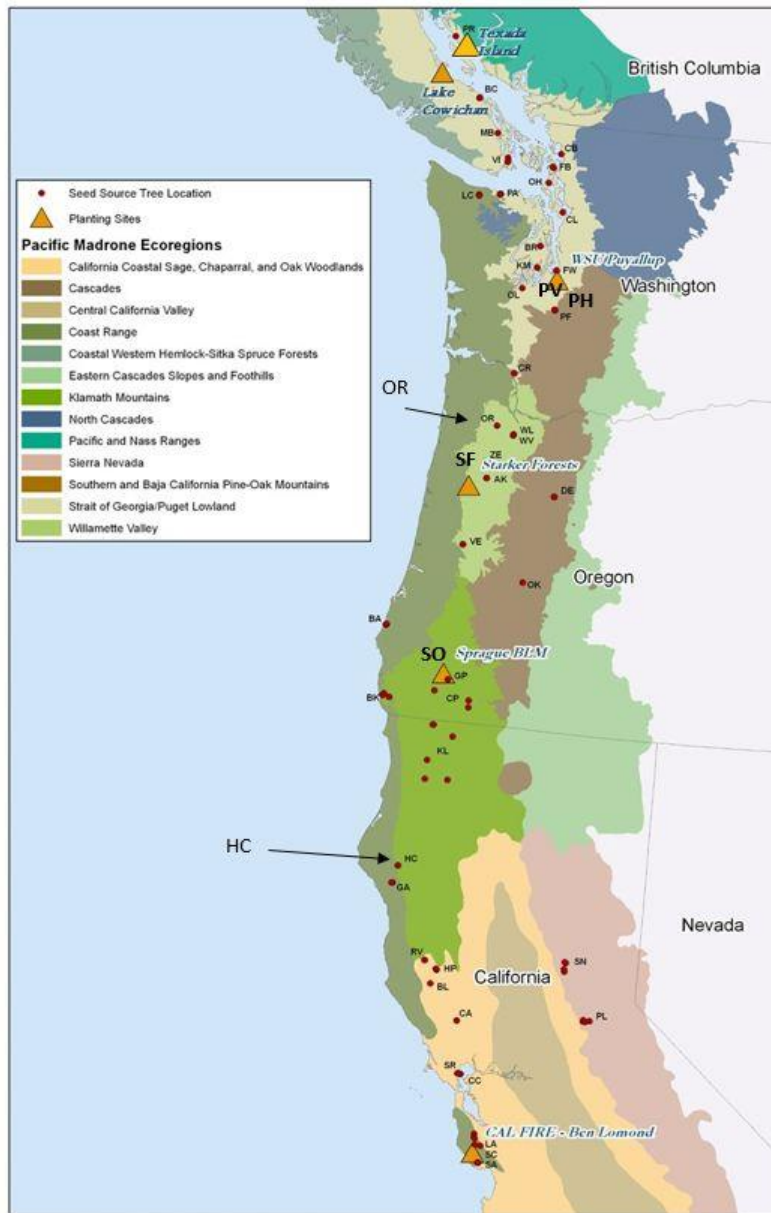 PR
Texada
Island
British Columbia
Lake
Cowichan
BC
MB
CB
VI
FB
OH
LC
PA
CL
BR
WSU Puyallup
KM
FW
Washington
OL
PV
PH
PF
Seed Source Tree Location
Planting Sites
Pacific Madrone Ecoregions
California Coastal Sage, Chaparral, and Oak Woodlands
Cascades
Central California Valley
Coast Range
Coastal Western Hemlock-Sitka Spruce Forests
Eastern Cascades Slopes and Foothills
Klamath Mountains
North Cascades
Pacific and Nass Ranges
Sierra Nevada
Southern and Baja California Pine-Oak Mountains
Strait of Georgia/Puget Lowland
Willamette Valley
CR
OR
OR
WL
WV
ZE
SF
Starker Forests
AK
DE
VE
OK
Oregon
BA
SO
Sprague BLM
GP
BK
CP
KL
HC
HC
GA
Nevada
RV
HP
SN
California
BL
CA
PL
SR
CC
CAL FIRE - Ben Lomond
LA
SC
SA